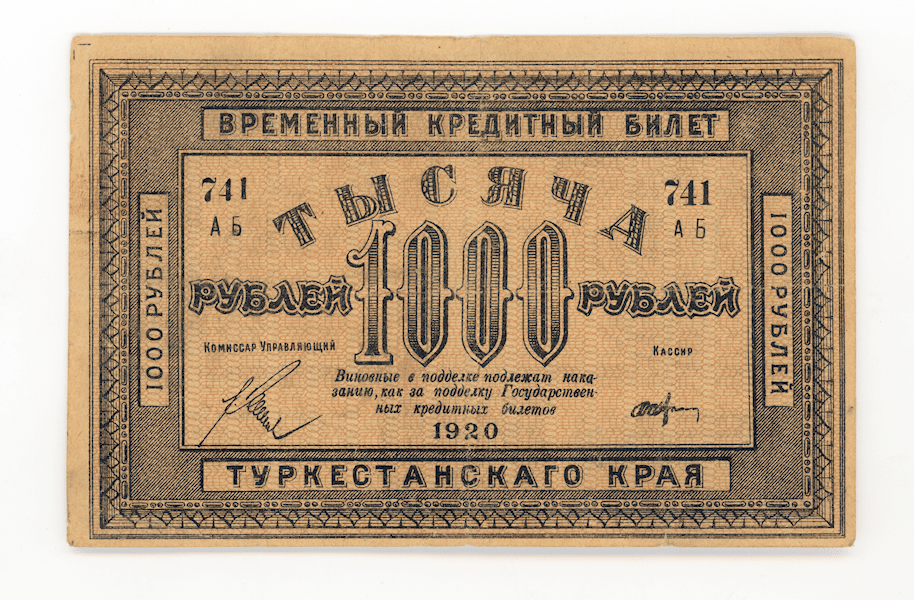 ВРЕМЕННЫЙ КРЕДИТНЫЙ БИЛЕТ
741 ТЫСЯЧА 741
АБ АБ
РУБЛЕЙ 1000 РУБЛЕЙ
1000 РУБЛЕЙ
1000 РУБЛЕЙ
Комиссар Управляющий
Кассир
Виновные в подделке подлежат нака-
занию, как за подделку Государствен-
ных кредитных билетов
1920
ТУРКЕСТАНСКАГО КРАЯ